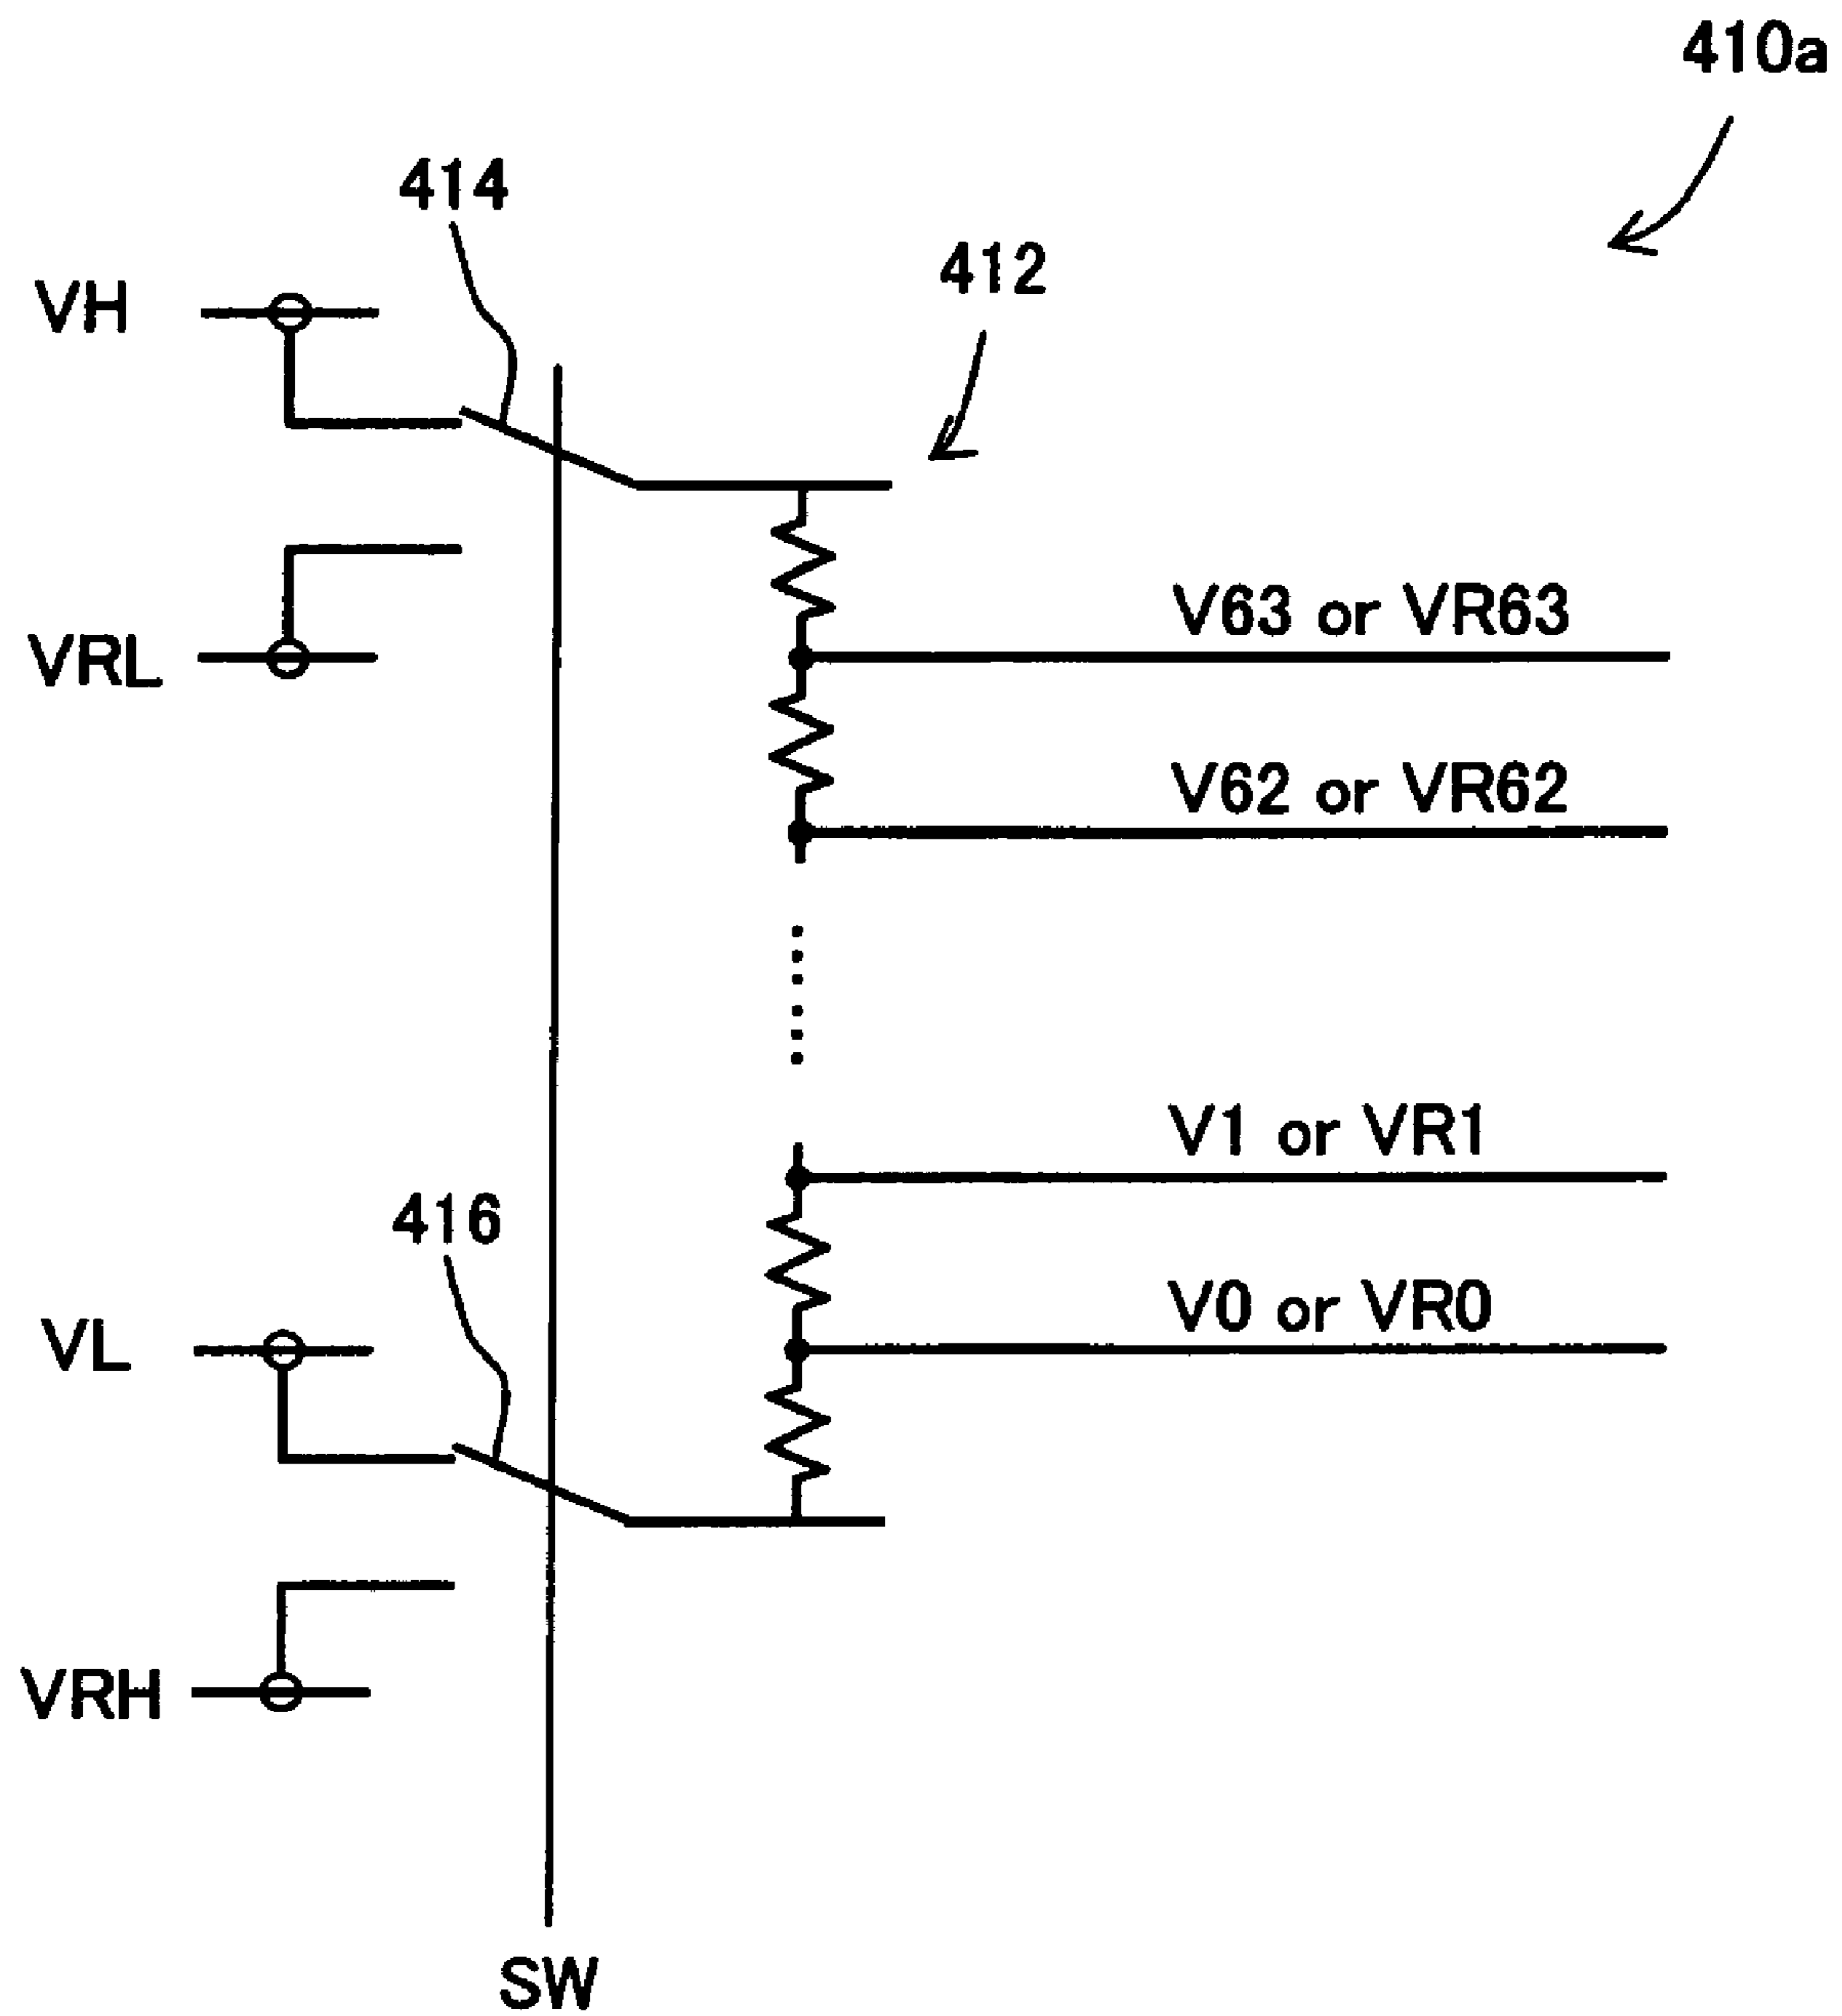 410a
414
412
VH
VRL
V63 or VR63
V62 or VR62
V1 or VR1
416
V0 or VR0
VL
VRH
SW